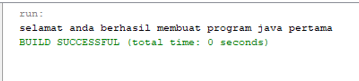 run:
selamat anda berhasil membuat program java pertama
BUILD SUCCESSFUL (total time: 0 seconds)